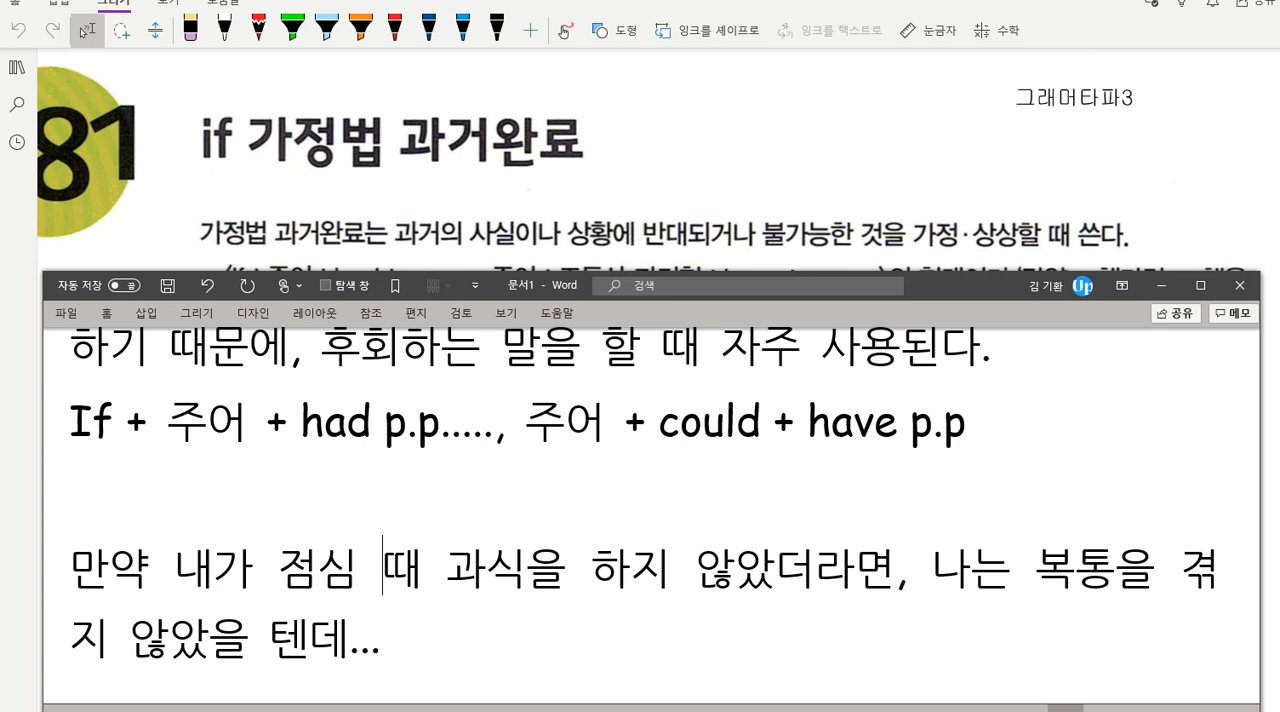 도형
잉크를 셰이프로
잉크를 텍스트로
눈금자
수학
그래머타파3
81
if 가정법 과거완료
가정법 과거완료는 과거의 사실이나 상황에 반대되거나 불가능한 것을 가정·상상할 때 쓴다.
자동 저장 끔 탐색 창 문서1 - Word 검색 김 기환 Up
파일 홈 삽입 그리기 디자인 레이아웃 참조 편지 검토 보기 도움말 공유 메모
하기 때문에, 후회하는 말을 할 때 자주 사용된다.
If + 주어 + had p.p....., 주어 + could + have p.p
만약 내가 점심 때 과식을 하지 않았더라면, 나는 복통을 겪
지 않았을 텐데...